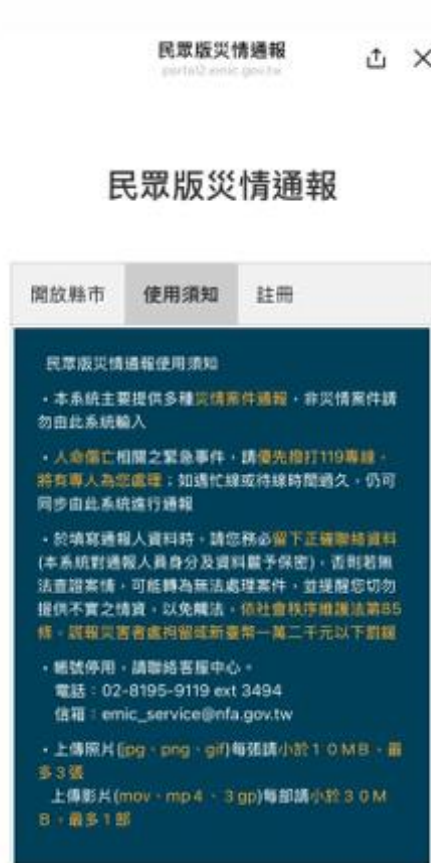 民眾版災情通報
portal2.emic.gov.tw
民眾版災情通報
開放縣市 使用須知 註冊
民眾版災情通報使用須知
・本系統主要提供多種災情案件通報，非災情案件請
勿由此系統輸入
・人命傷亡相關之緊急事件，請優先撥打119專線，
將有專人為您處理；如遇忙線或待線時間過久，仍可
同步由此系統進行通報
・於填寫通報人資料時，請您務必留下正確聯絡資料
(本系統對通報人員身分及資料嚴予保密)，否則若無
法查證案情，可能轉為無法處理案件，並提醒您切勿
提供不實之情資，以免觸法，依社會秩序維護法第85
條，謊報災害者處拘留或新臺幣一萬二千元以下罰鍰
・帳號停用，請聯絡客服中心。
電話：02-8195-9119 ext 3494
信箱：emic_service@nfa.gov.tw
・上傳照片(jpg、png、gif)每張請小於１０ＭＢ，最
多3張
上傳影片(mov、mp4、3gp)每部請小於３０Ｍ
Ｂ，最多1部